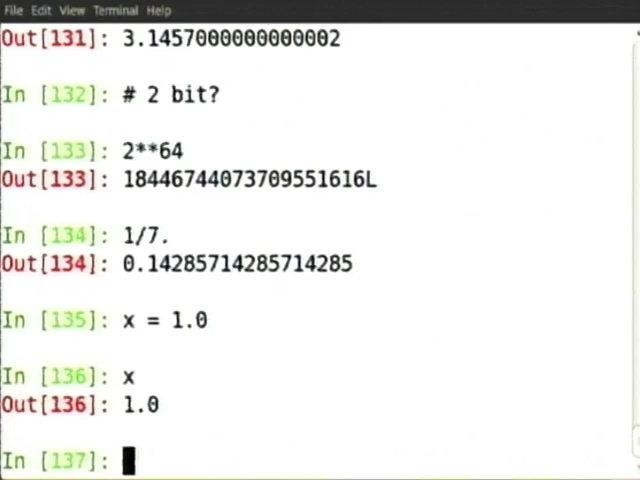 File Edit View Terminal Help
Out[131]: 3.1457000000000002
In [132]: # 2 bit?
In [133]: 2**64
Out[133]: 18446744073709551616L
In [134]: 1/7.
Out[134]: 0.14285714285714285
In [135]: x = 1.0
In [136]: x
Out[136]: 1.0
In [137]: